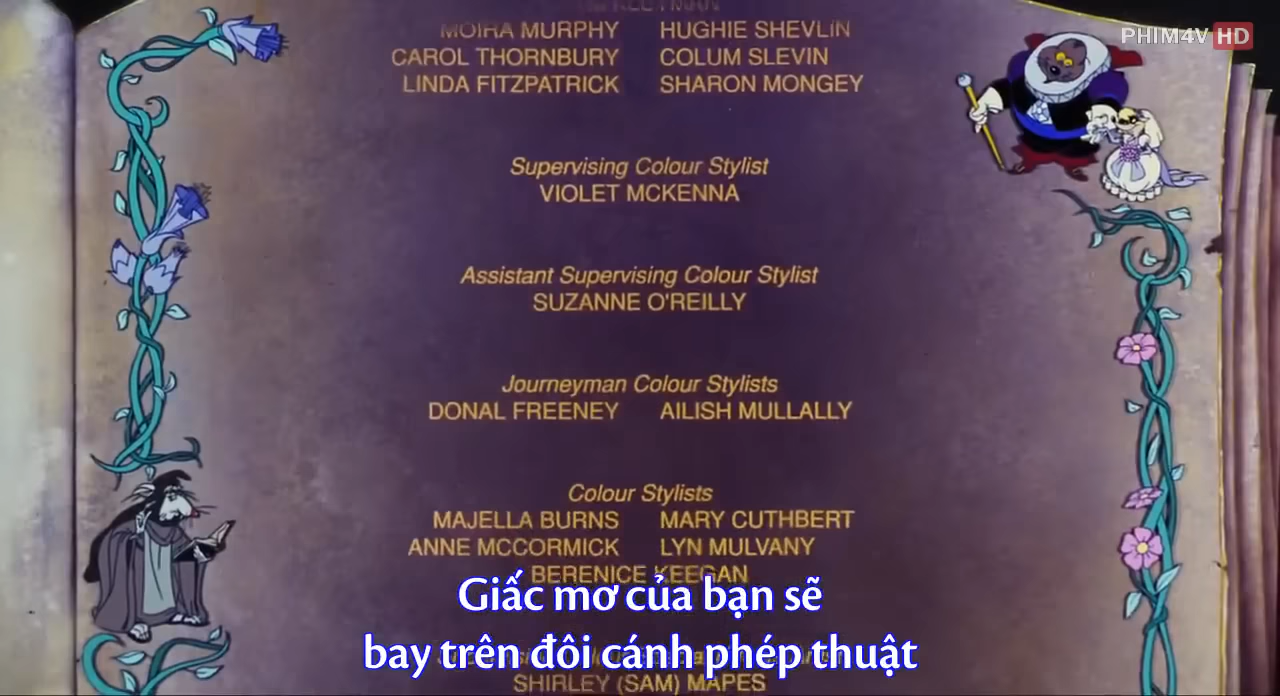 PHIM4V HD
MOIRA MURPHY HUGHIE SHEVLIN
CAROL THORNBURY COLUM SLEVIN
LINDA FITZPATRICK SHARON MONGEY
Supervising Colour Stylist
VIOLET MCKENNA
Assistant Supervising Colour Stylist
SUZANNE O'REILLY
Journeyman Colour Stylists
DONAL FREENEY AILISH MULLALLY
Colour Stylists
MAJELLA BURNS MARY CUTHBERT
ANNE MCCORMICK LYN MULVANY
BERENICE KEEGAN
Giấc mơ của bạn sẽ
bay trên đôi cánh phép thuật
SHIRLEY (SAM) MAPES